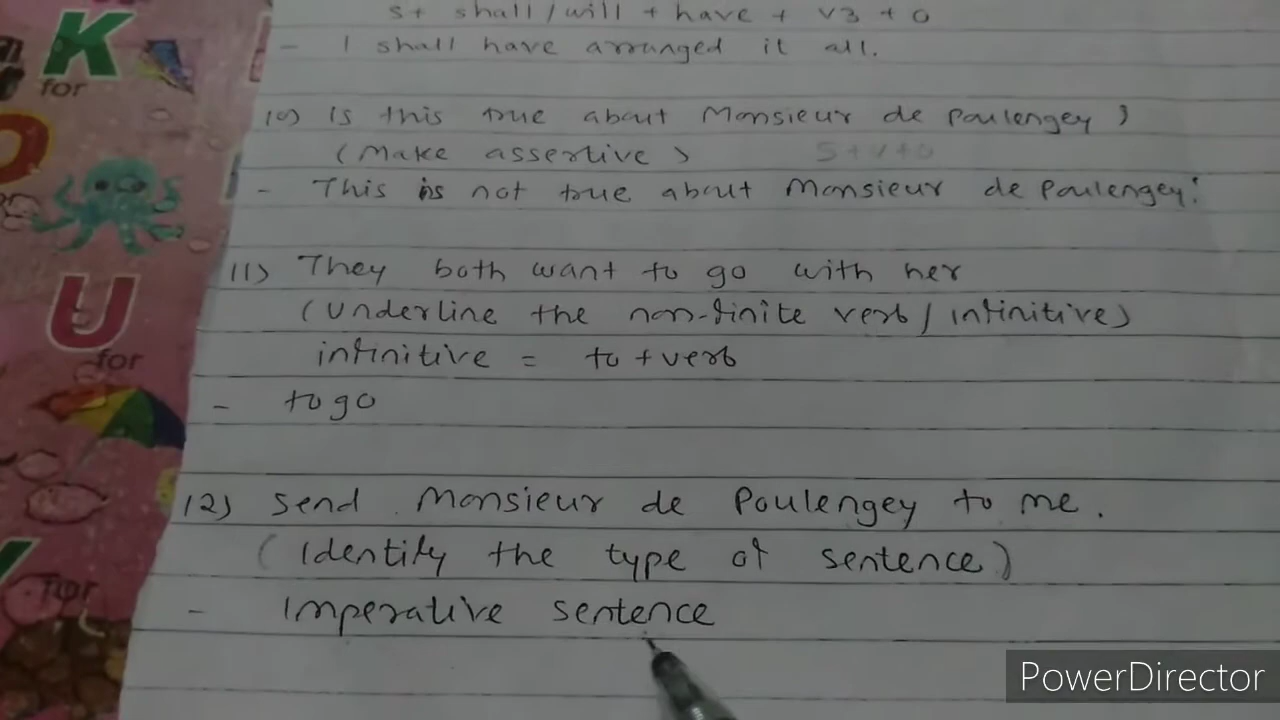 S+ shall/will + have + V3 + O
- I shall have arranged it all.
K
for
10) Is this true about Monsieur de Poulengey ?
(Make assertive) S+V+O
- This is not true about Monsieur de Poulengey.
11) They both want to go with her
(Underline the non-finite verb / infinitive)
U
for
infinitive = to + verb
- to go
12) Send Monsieur de Poulengey to me.
(Identify the type of sentence)
for
- Imperative sentence
PowerDirector